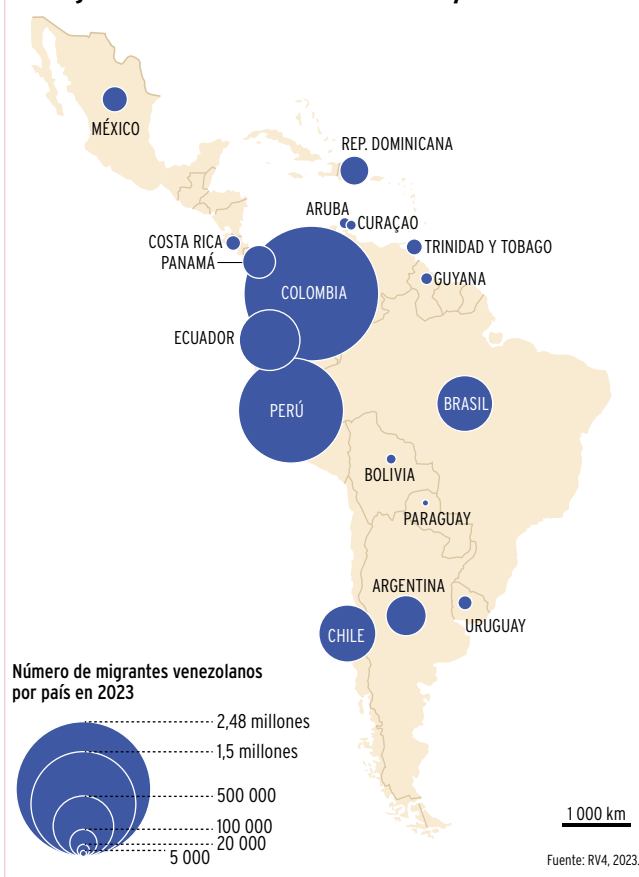 MÉXICO
REP. DOMINICANA
ARUBA
CURAÇAO
COSTA RICA
TRINIDAD Y TOBAGO
PANAMÁ
GUYANA
COLOMBIA
ECUADOR
PERÚ
BRASIL
BOLIVIA
PARAGUAY
ARGENTINA
URUGUAY
CHILE
Número de migrantes venezolanos
por país en 2023
2,48 millones
1,5 millones
500 000
100 000
20 000
5 000
1 000 km
Fuente: RV4, 2023.